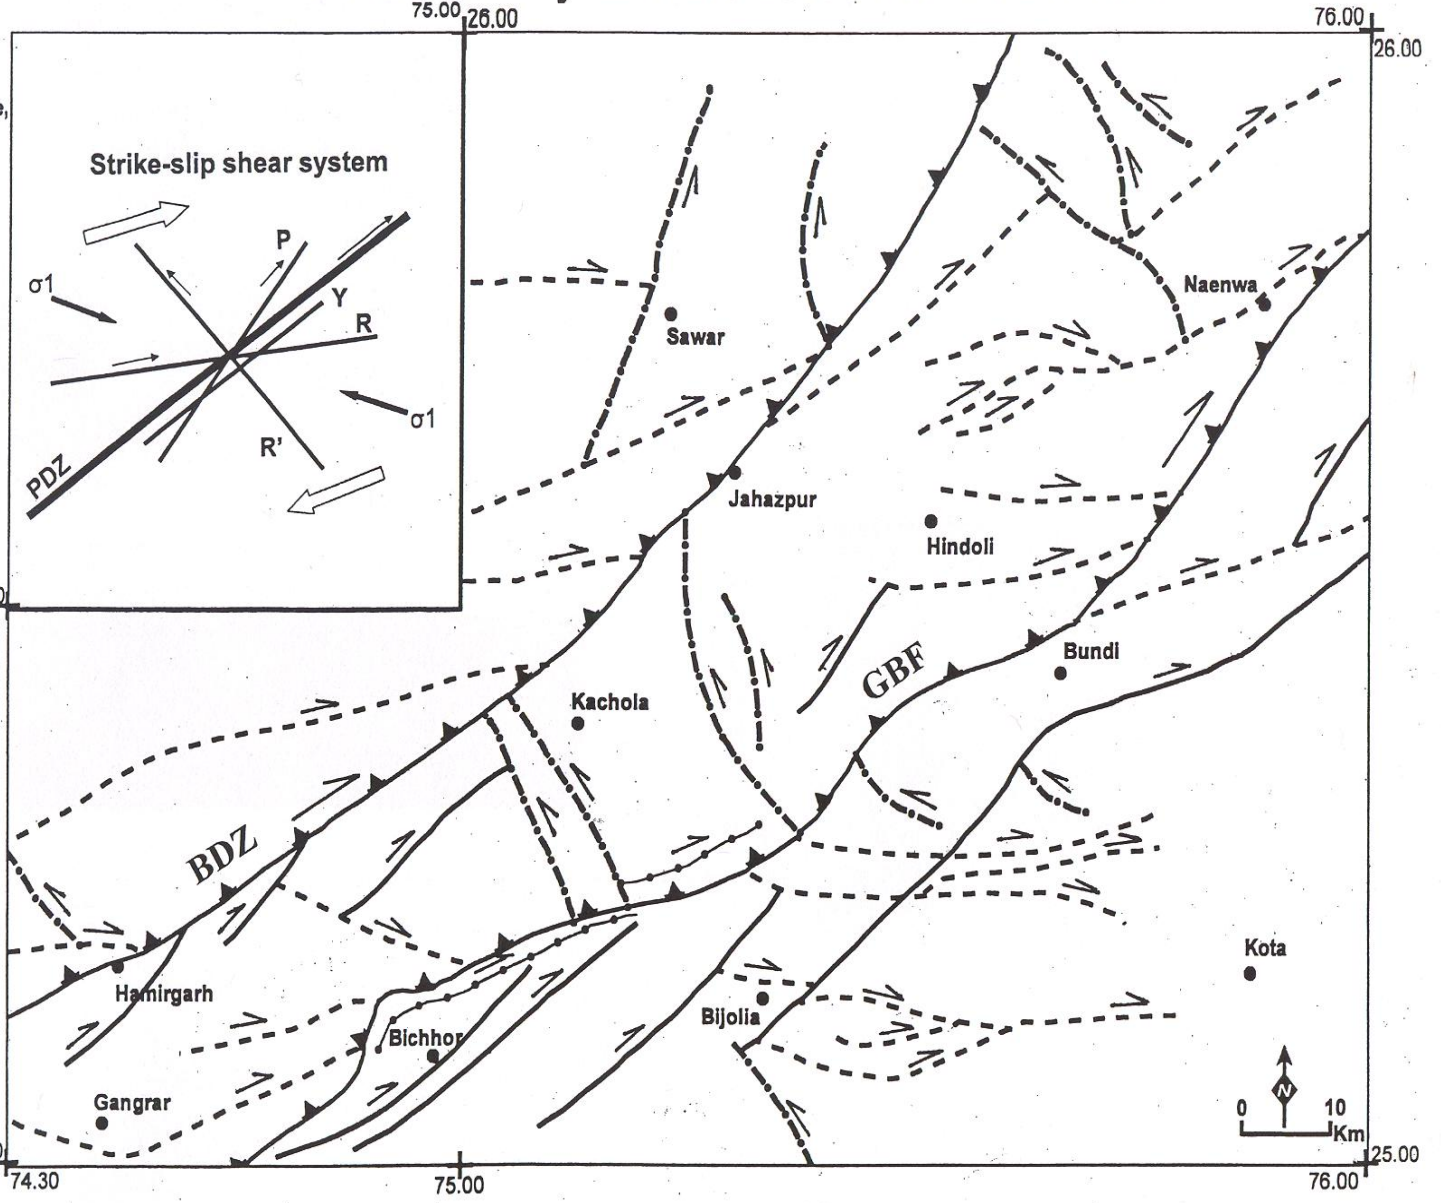 75.00
26.00
76.00
26.00
Strike-slip shear system
P
σ1
Y
R
σ1
R'
PDZ
Naenwa
Sawar
Jahazpur
Hindoli
GBF
Bundi
Kachola
BDZ
Kota
Hamirgarh
Bijolia
Bichhor
Gangrar
N
0 10
Km
74.30
75.00
76.00
25.00